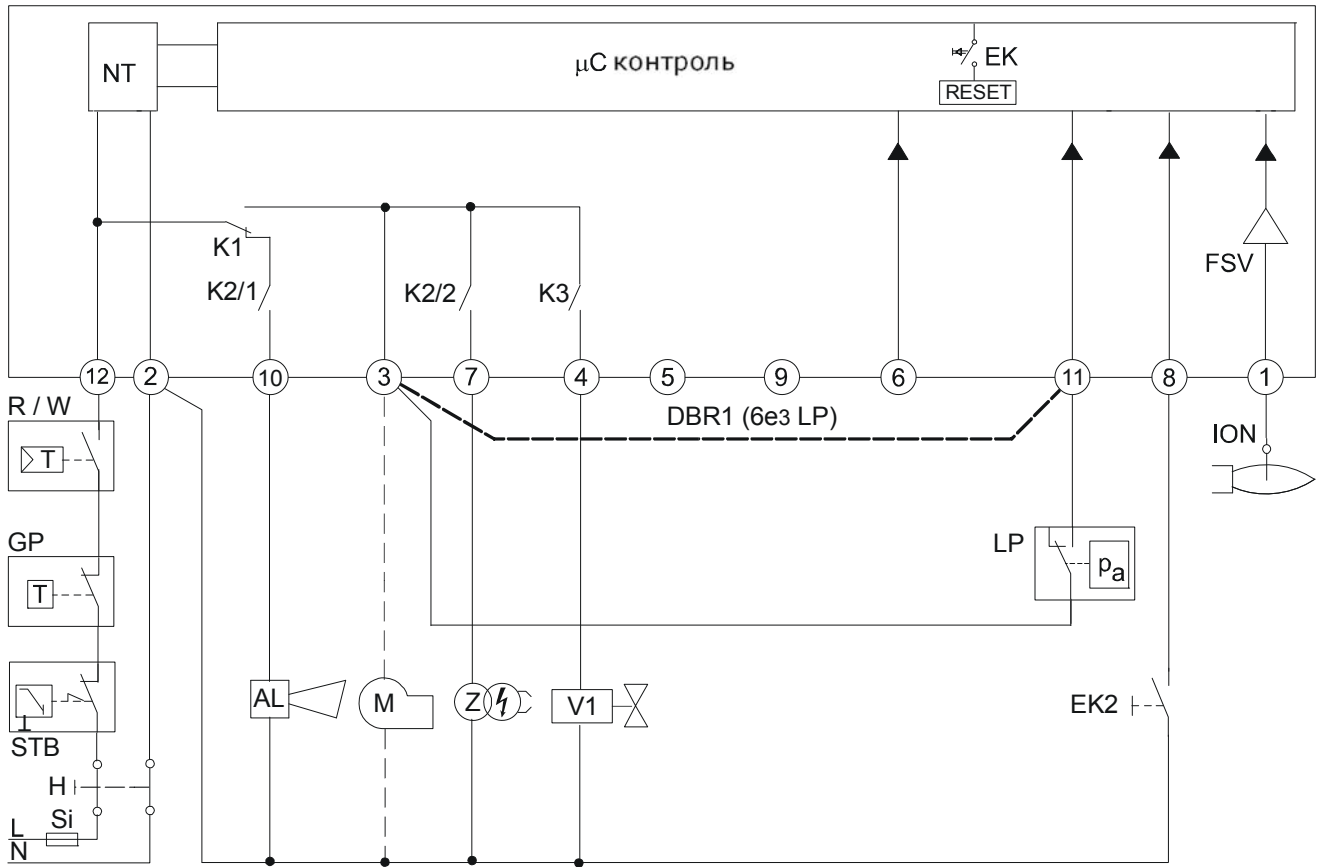 NT
μC контроль
EK
RESET
K1
K2/1
K2/2
K3
FSV
12
2
10
3
7
4
5
9
6
11
8
1
R / W
DBR1 (6eз LP)
ION
T
GP
T
LP
pa
STB
AL
M
Z
V1
EK2
H
L
Si
N